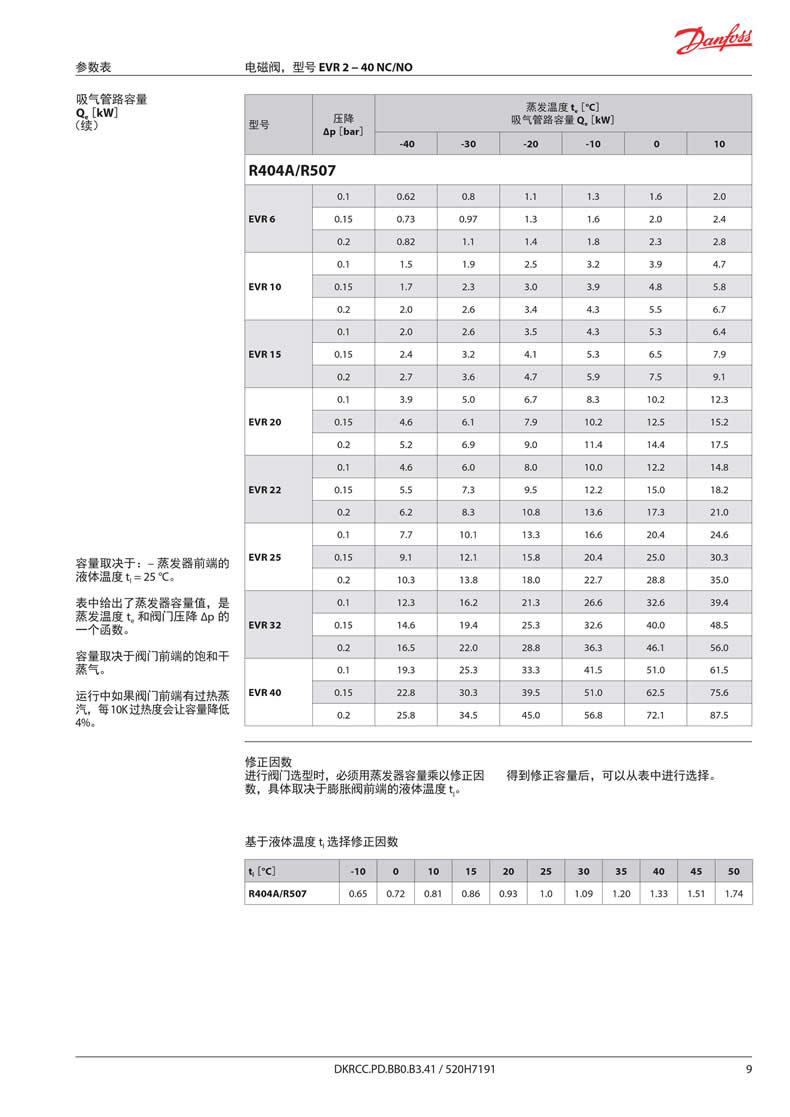 Danfoss
参数表
电磁阀，型号 EVR 2 – 40 NC/NO
吸气管路容量
Qe [kW]
（续）
型号
压降
Δp [bar]
蒸发温度 te [°C]
吸气管路容量 Qe [kW]
-40 -30 -20 -10 0 10
R404A/R507
0.1 0.62 0.8 1.1 1.3 1.6 2.0
EVR 6 0.15 0.73 0.97 1.3 1.6 2.0 2.4
0.2 0.82 1.1 1.4 1.8 2.3 2.8
0.1 1.5 1.9 2.5 3.2 3.9 4.7
EVR 10 0.15 1.7 2.3 3.0 3.9 4.8 5.8
0.2 2.0 2.6 3.4 4.3 5.5 6.7
0.1 2.0 2.6 3.5 4.3 5.3 6.4
EVR 15 0.15 2.4 3.2 4.1 5.3 6.5 7.9
0.2 2.7 3.6 4.7 5.9 7.5 9.1
0.1 3.9 5.0 6.7 8.3 10.2 12.3
EVR 20 0.15 4.6 6.1 7.9 10.2 12.5 15.2
0.2 5.2 6.9 9.0 11.4 14.4 17.5
0.1 4.6 6.0 8.0 10.0 12.2 14.8
EVR 22 0.15 5.5 7.3 9.5 12.2 15.0 18.2
0.2 6.2 8.3 10.8 13.6 17.3 21.0
0.1 7.7 10.1 13.3 16.6 20.4 24.6
EVR 25 0.15 9.1 12.1 15.8 20.4 25.0 30.3
0.2 10.3 13.8 18.0 22.7 28.8 35.0
0.1 12.3 16.2 21.3 26.6 32.6 39.4
EVR 32 0.15 14.6 19.4 25.3 32.6 40.0 48.5
0.2 16.5 22.0 28.8 36.3 46.1 56.0
0.1 19.3 25.3 33.3 41.5 51.0 61.5
EVR 40 0.15 22.8 30.3 39.5 51.0 62.5 75.6
0.2 25.8 34.5 45.0 56.8 72.1 87.5
容量取决于：– 蒸发器前端的
液体温度 tl = 25 °C。
表中给出了蒸发器容量值，是
蒸发温度 te 和阀门压降 Δp 的
一个函数。
容量取决于阀门前端的饱和干
蒸气。
运行中如果阀门前端有过热蒸
汽，每 10K 过热度会让容量降低
4%。
修正因数
进行阀门选型时，必须用蒸发器容量乘以修正因
数，具体取决于膨胀阀前端的液体温度 tl。
得到修正容量后，可以从表中进行选择。
基于液体温度 tl 选择修正因数
tl [°C] -10 0 10 15 20 25 30 35 40 45 50
R404A/R507 0.65 0.72 0.81 0.86 0.93 1.0 1.09 1.20 1.33 1.51 1.74
DKRCC.PD.BB0.B3.41 / 520H7191
9